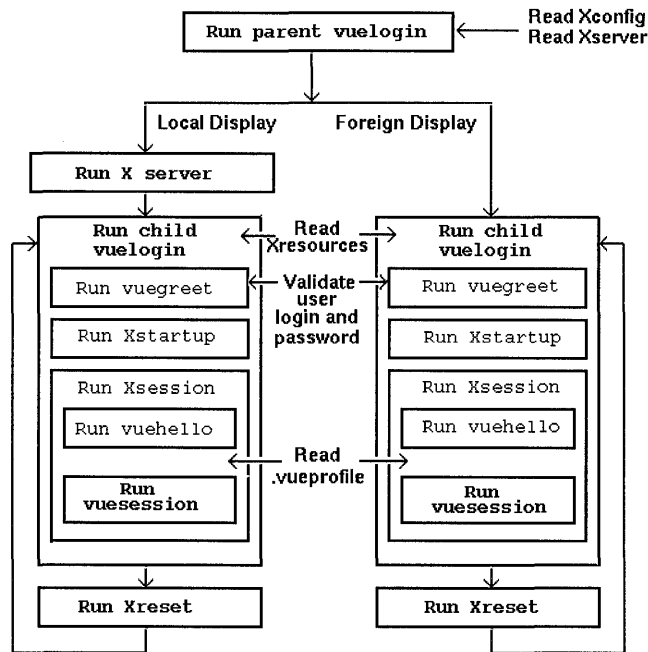 Read Xconfig
Run parent vuelogin
Read Xserver
Local Display
Foreign Display
Run X server
Run child
vuelogin
Read
Xresources
Run child
vuelogin
Run vuegreet
Validate
user
login and
password
Run vuegreet
Run Xstartup
Run Xstartup
Run Xsession
Run Xsession
Run vuehello
Run vuehello
Read
.vueprofile
Run
vuesession
Run
vuesession
Run Xreset
Run Xreset